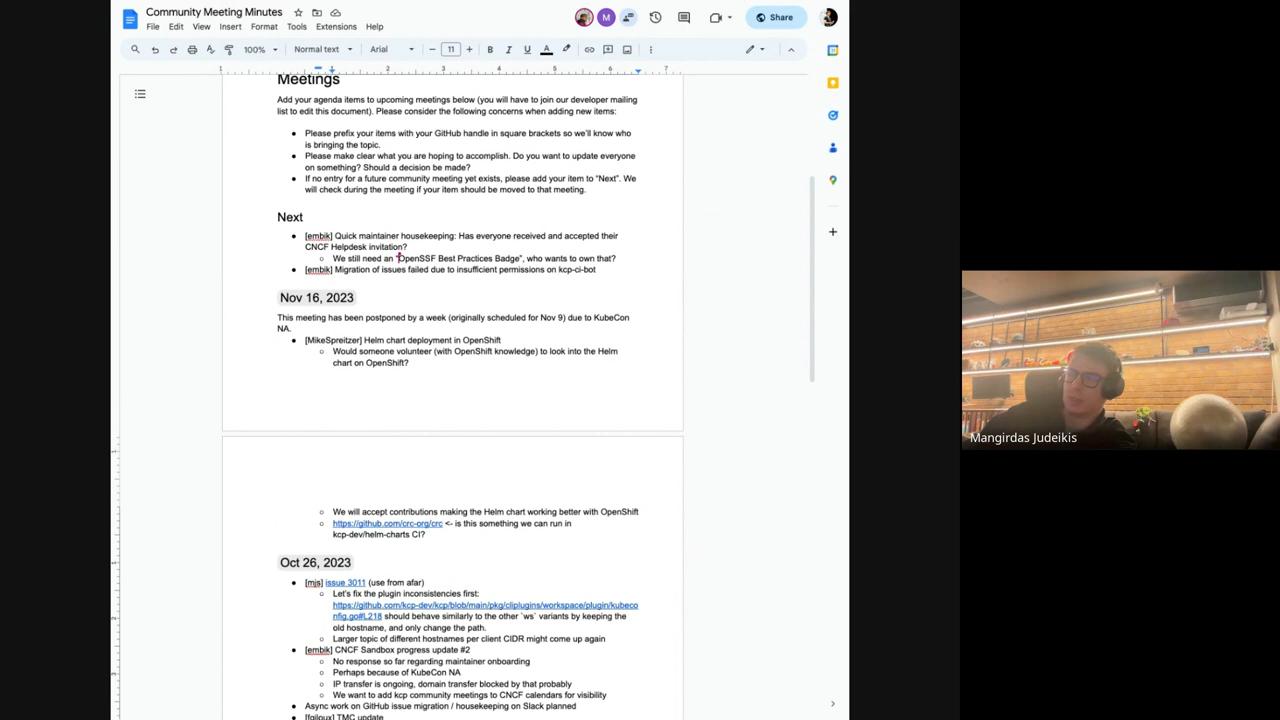 Community Meeting Minutes
File Edit View Insert Format Tools Extensions Help
M
Share
100% Normal text Arial 11 B I U A
1 1 2 3 4 5 6 7
Meetings
Add your agenda items to upcoming meetings below (you will have to join our developer mailing
list to edit this document). Please consider the following concerns when adding new items:
● Please prefix your items with your GitHub handle in square brackets so we'll know who
is bringing the topic.
● Please make clear what you are hoping to accomplish. Do you want to update everyone
on something? Should a decision be made?
● If no entry for a future community meeting yet exists, please add your item to "Next". We
will check during the meeting if your item should be moved to that meeting.
Next
● [embik] Quick maintainer housekeeping: Has everyone received and accepted their
CNCF Helpdesk invitation?
○ We still need an "OpenSSF Best Practices Badge", who wants to own that?
● [embik] Migration of issues failed due to insufficient permissions on kcp-ci-bot
Nov 16, 2023
This meeting has been postponed by a week (originally scheduled for Nov 9) due to KubeCon
NA.
● [MikeSpreitzer] Helm chart deployment in OpenShift
○ Would someone volunteer (with OpenShift knowledge) to look into the Helm
chart on OpenShift?
○ We will accept contributions making the Helm chart working better with OpenShift
○ https://github.com/crc-org/crc <- is this something we can run in
kcp-dev/helm-charts CI?
Oct 26, 2023
● [mjs] issue 3011 (use from afar)
○ Let's fix the plugin inconsistencies first:
https://github.com/kcp-dev/kcp/blob/main/pkg/cliplugins/workspace/plugin/kubeco
nfig.go#L218 should behave similarly to the other `ws` variants by keeping the
old hostname, and only change the path.
○ Larger topic of different hostnames per client CIDR might come up again
● [embik] CNCF Sandbox progress update #2
○ No response so far regarding maintainer onboarding
○ Perhaps because of KubeCon NA
○ IP transfer is ongoing, domain transfer blocked by that probably
○ We want to add kcp community meetings to CNCF calendars for visibility
● Async work on GitHub issue migration / housekeeping on Slack planned
● [fgiloux] TMC update
Mangirdas Judeikis